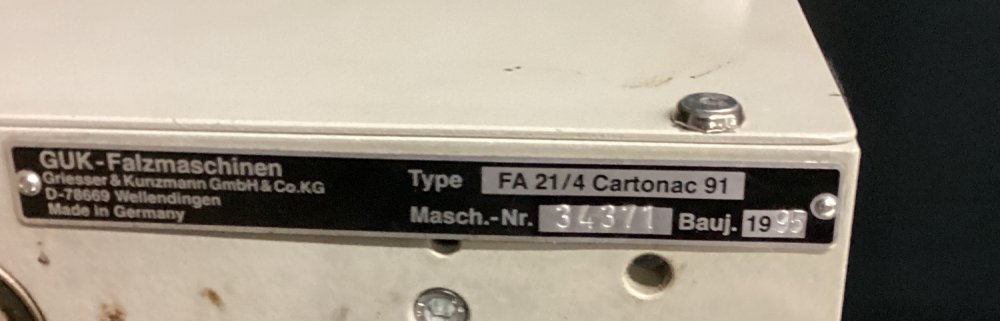 GUK-Falzmaschinen
Griesser & Kunzmann GmbH & Co.KG
D-78669 Wellendingen
Made in Germany
Type FA 21/4 Cartonac 91
Masch.-Nr. 34371 Bauj. 1995